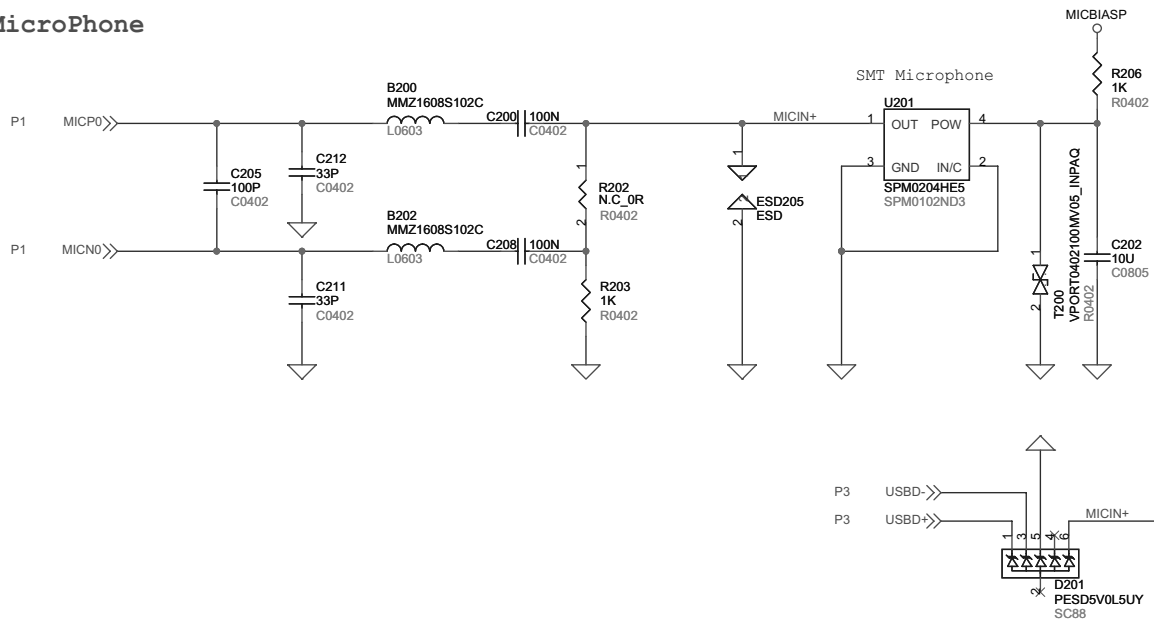 MicroPhone
MICBIASP
R206
1K
R0402
SMT Microphone
B200
MMZ1608S102C
L0603
C200
100N
C0402
P1 MICP0
MICIN+
U201
1 OUT POW 4
3 GND IN/C 2
SPM0204HE5
SPM0102ND3
C205
100P
C0402
C212
33P
C0402
1
R202
N.C_0R
R0402
2
1
ESD205
ESD
2
B202
MMZ1608S102C
L0603
C208
100N
C0402
P1 MICN0
C211
33P
C0402
R203
1K
R0402
1
2
T200
VPORT0402100MV05_INPAQ
R0402
C202
10U
C0805
P3 USBD-
P3 USBD+
MICIN+
1 3 5 4 6
2
D201
PESD5V0L5UY
SC88